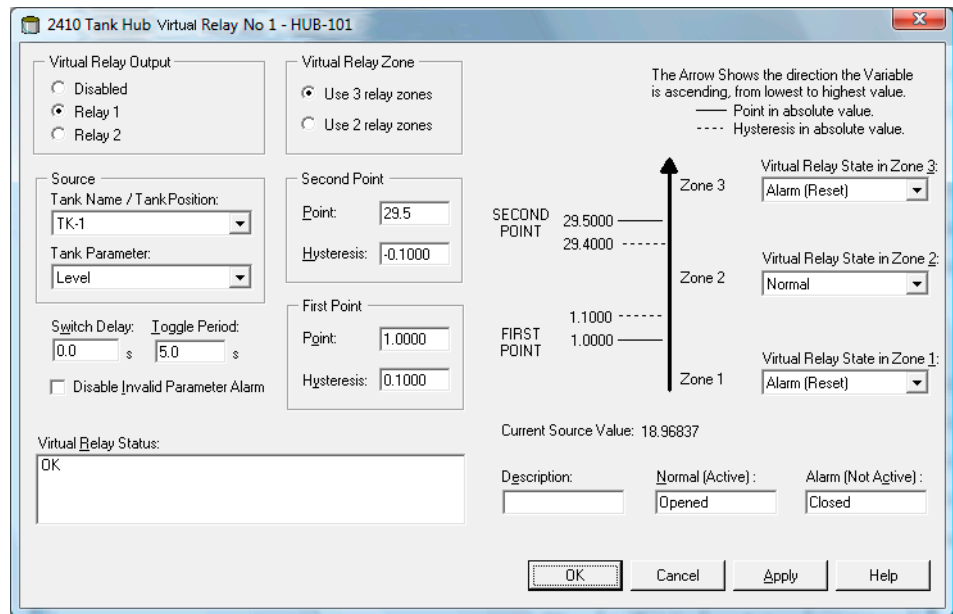 2410 Tank Hub Virtual Relay No 1 - HUB-101
Virtual Relay Output
Disabled
Relay 1
Relay 2
Virtual Relay Zone
Use 3 relay zones
Use 2 relay zones
The Arrow Shows the direction the Variable
is ascending, from lowest to highest value.
Point in absolute value.
Hysteresis in absolute value.
Source
Tank Name / TankPosition:
TK-1
Tank Parameter:
Level
Second Point
Point: 29.5
Hysteresis: -0.1000
First Point
Point: 1.0000
Hysteresis: 0.1000
Switch Delay: Toggle Period:
0.0 s 5.0 s
Disable Invalid Parameter Alarm
Virtual Relay State in Zone 3:
Zone 3 Alarm (Reset)
SECOND
POINT
29.5000
29.4000
Virtual Relay State in Zone 2:
Zone 2 Normal
FIRST
POINT
1.1000
1.0000
Virtual Relay State in Zone 1:
Zone 1 Alarm (Reset)
Current Source Value: 18.96837
Virtual Relay Status:
OK
Description: Normal (Active) : Alarm (Not Active) :
Opened Closed
OK Cancel Apply Help